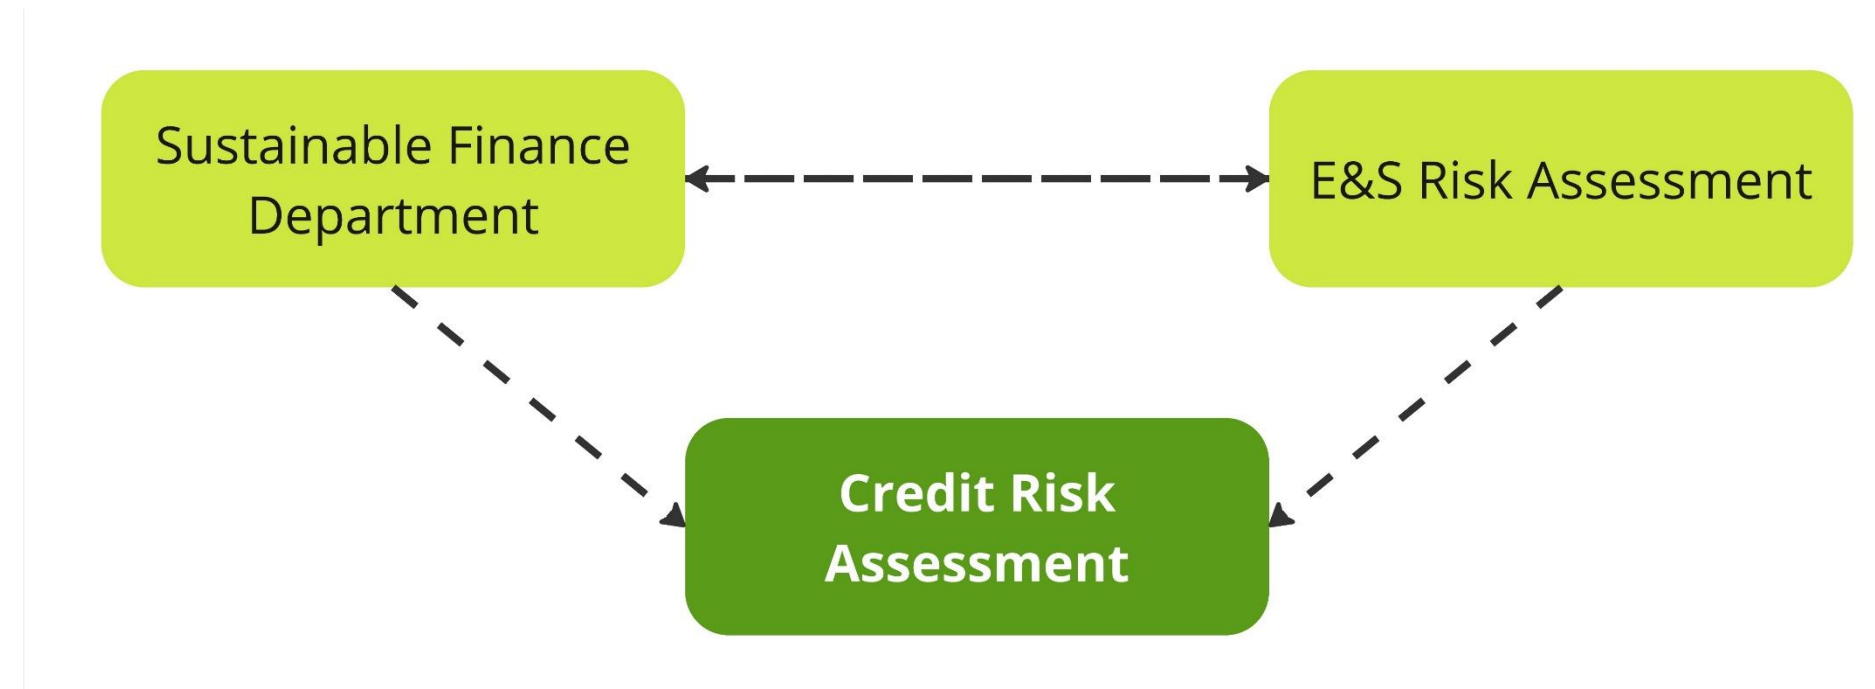 Sustainable Finance
Department
E&S Risk Assessment
Credit Risk
Assessment